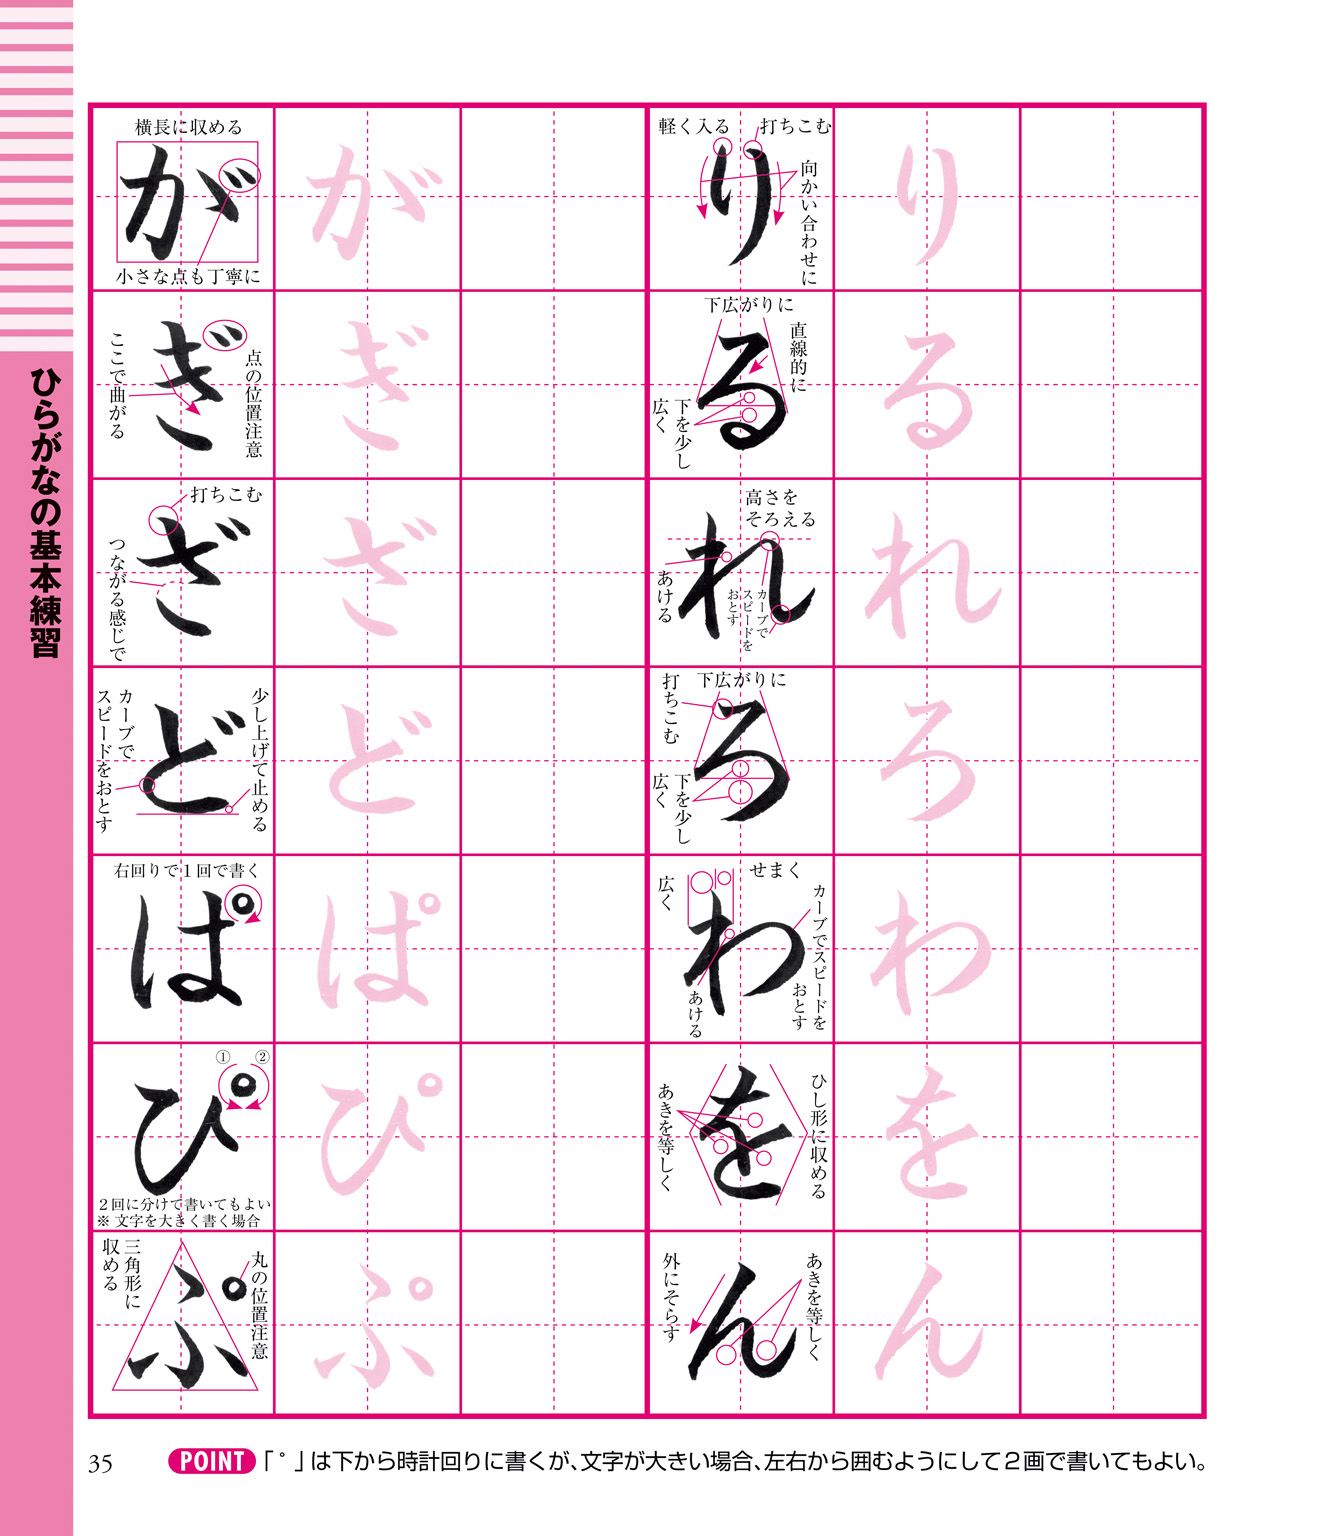 ひらがなの基本練習
軽く入る
打ちこむ
り
り
向かい合わせに
下広がりに
直線的に
る
る
下を少し
広く
高さを
そろえる
れ
れ
あける
カーブで
スピードを
おとす
下広がりに
打ちこむ
ろ
ろ
下を少し
広く
せまく
広く
わ
わ
カーブでスピードを
おとす
あける
ひし形に収める
を
を
あきを等しく
あきを等しく
ん
ん
外にそらす
横長に収める
が
が
小さな点も丁寧に
点の位置注意
ぎ
ぎ
ここで曲がる
打ちこむ
ざ
ざ
つながる感じで
少し上げて止める
ど
ど
カーブで
スピードをおとす
右回りで1回で書く
ぱ
ぱ
① ②
ぴ
ぴ
2回に分けて書いてもよい
※ 文字を大きく書く場合
丸の位置注意
ぷ
ぷ
三角形に
収める
35
POINT 「゜」は下から時計回りに書くが、文字が大きい場合、左右から囲むようにして2画で書いてもよい。